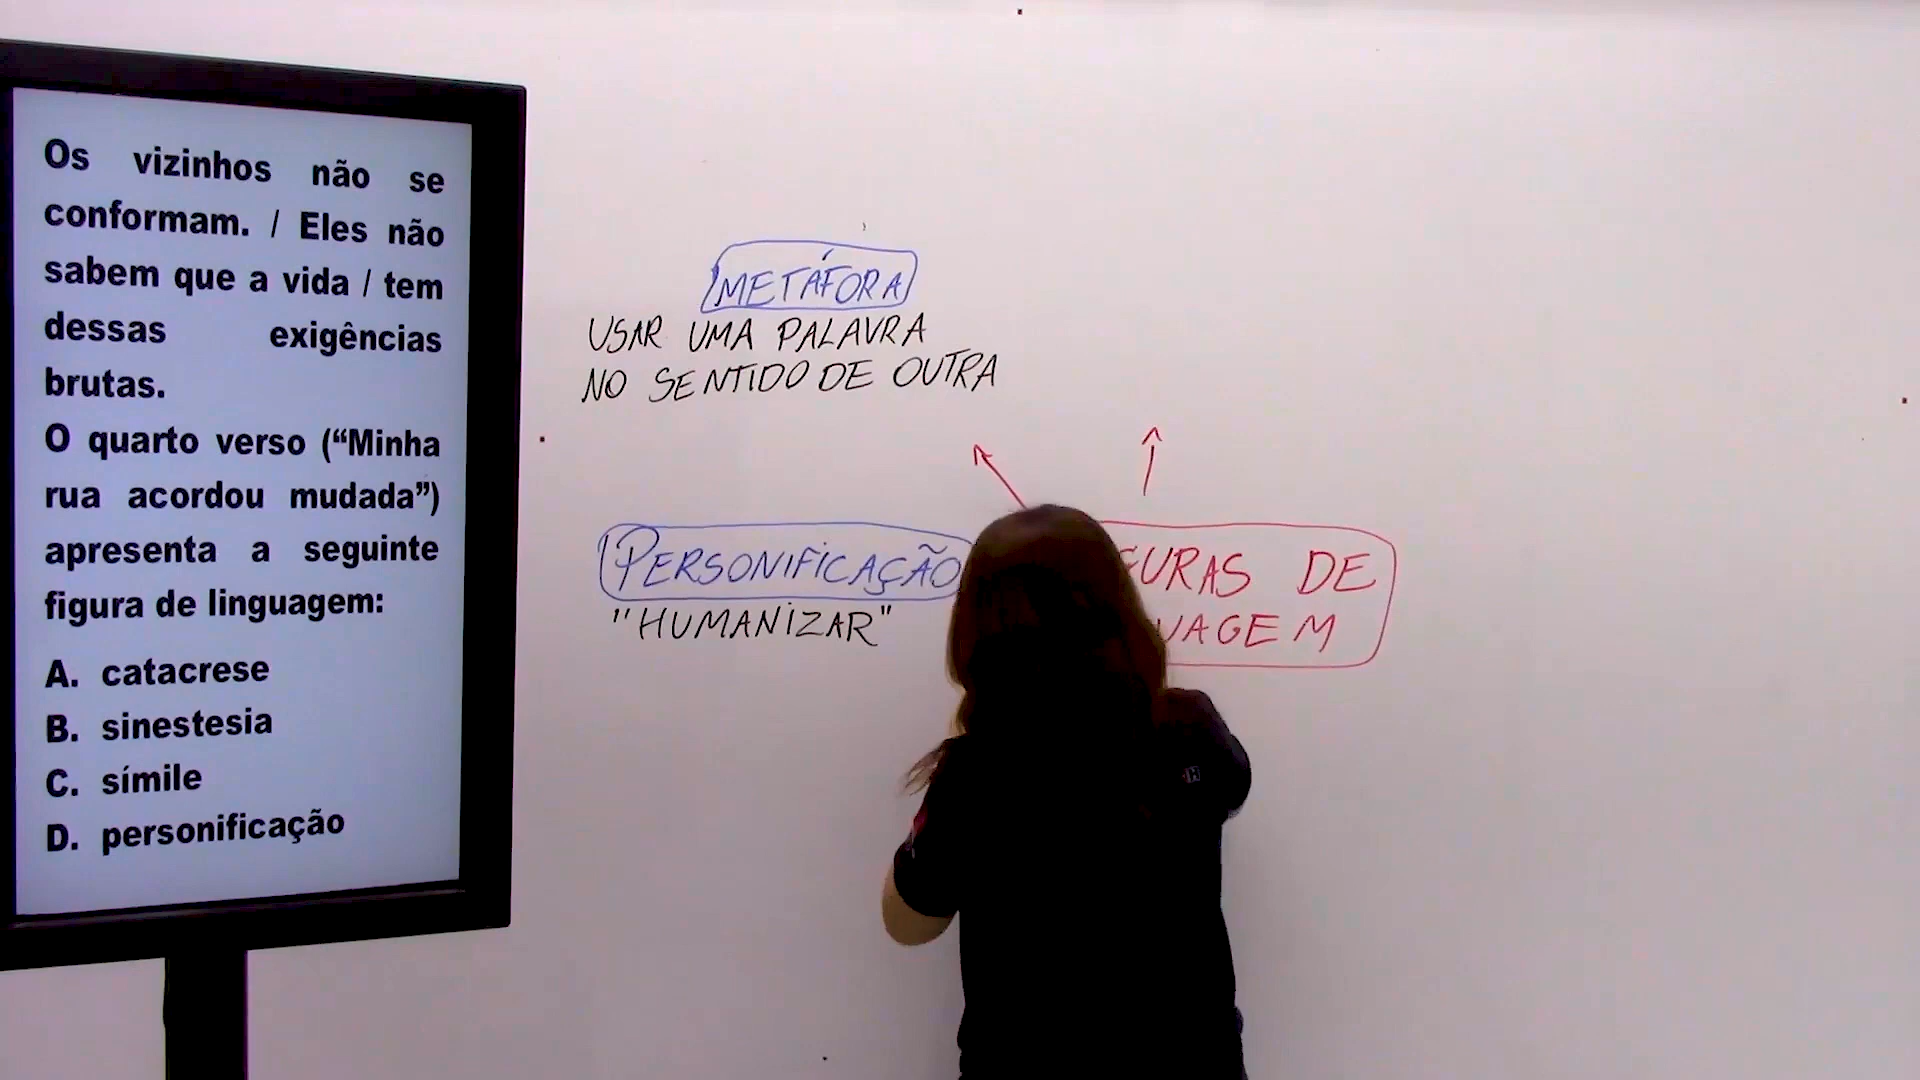 Os vizinhos não se
conformam. / Eles não
sabem que a vida / tem
dessas exigências
brutas.
O quarto verso (“Minha
rua acordou mudada”)
apresenta a seguinte
figura de linguagem:
A. catacrese
B. sinestesia
C. símile
D. personificação
METÁFORA
USAR UMA PALAVRA
NO SENTIDO DE OUTRA
PERSONIFICAÇÃO
"HUMANIZAR"
DE